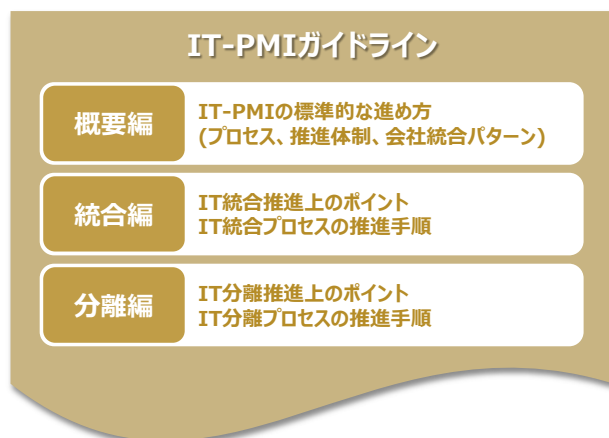 IT-PMIガイドライン
概要編
IT-PMIの標準的な進め方
(プロセス、推進体制、会社統合パターン)
統合編
IT統合推進上のポイント
IT統合プロセスの推進手順
分離編
IT分離推進上のポイント
IT分離プロセスの推進手順